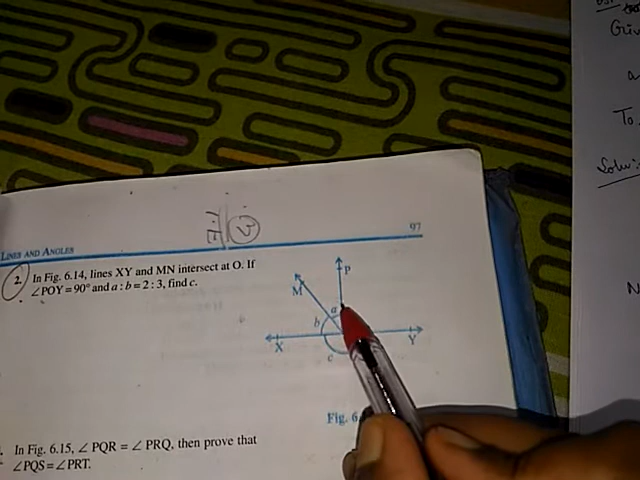 97
LINES AND ANGLES
2. In Fig. 6.14, lines XY and MN intersect at O. If
∠POY = 90° and a : b = 2 : 3, find c.
P
M
a
b
X
Y
c
Fig. 6.
In Fig. 6.15, ∠ PQR = ∠ PRQ, then prove that
∠PQS = ∠PRT.
Giv
To
Solu:
N